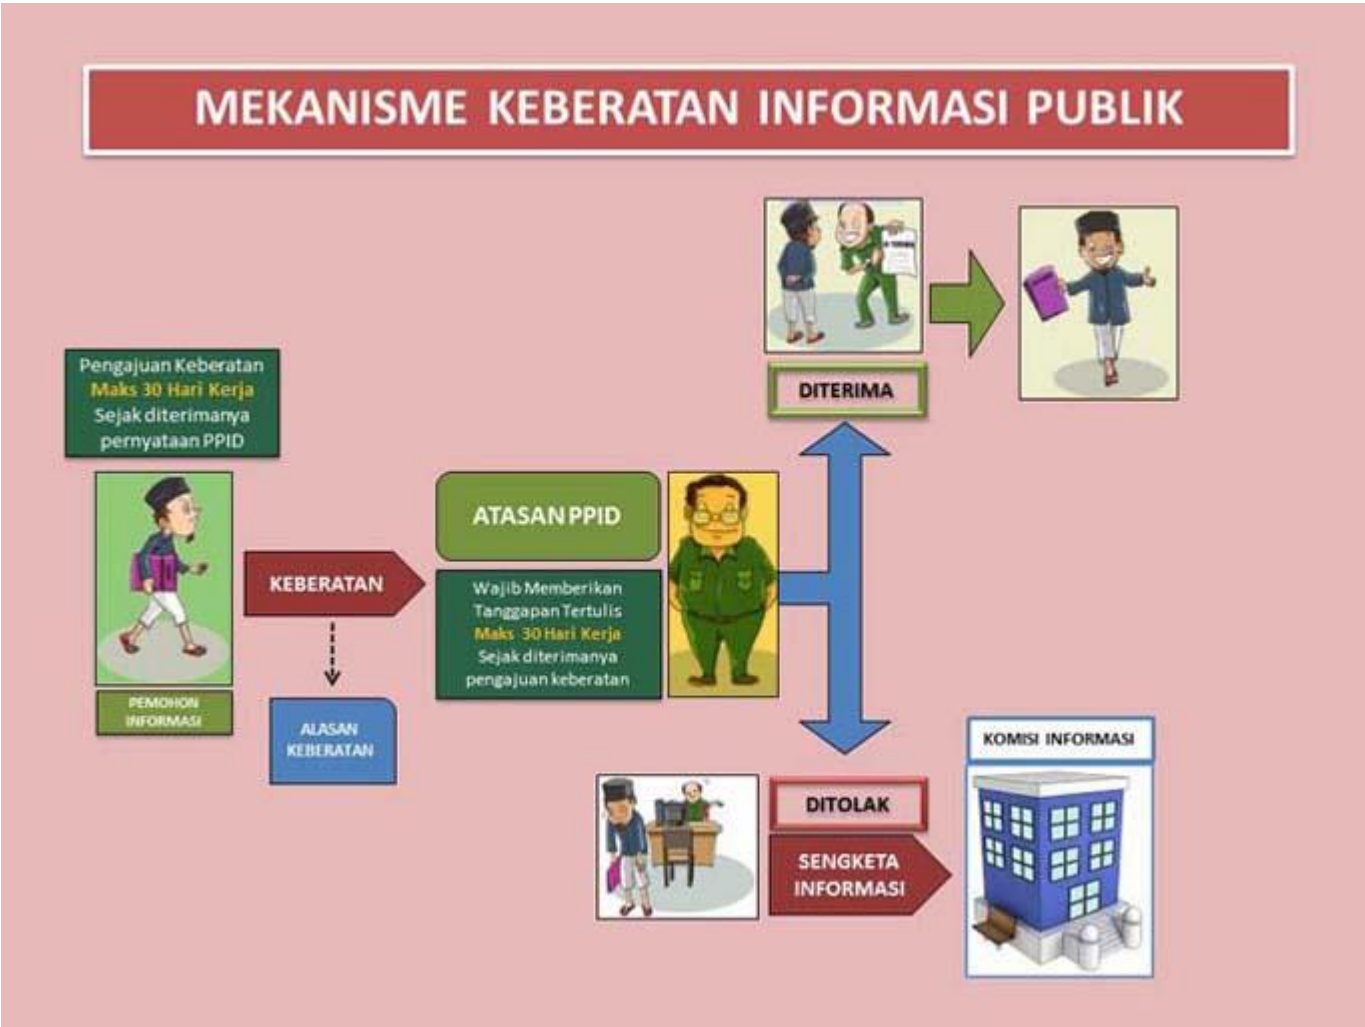 MEKANISME KEBERATAN INFORMASI PUBLIK
Pengajuan Keberatan
Maks 30 Hari Kerja
Sejak diterimanya
pernyataan PPID
PEMOHON
INFORMASI
KEBERATAN
ALASAN
KEBERATAN
ATASAN PPID
Wajib Memberikan
Tanggapan Tertulis
Maks 30 Hari Kerja
Sejak diterimanya
pengajuan keberatan
DITERIMA
DITOLAK
SENGKETA
INFORMASI
KOMISI INFORMASI